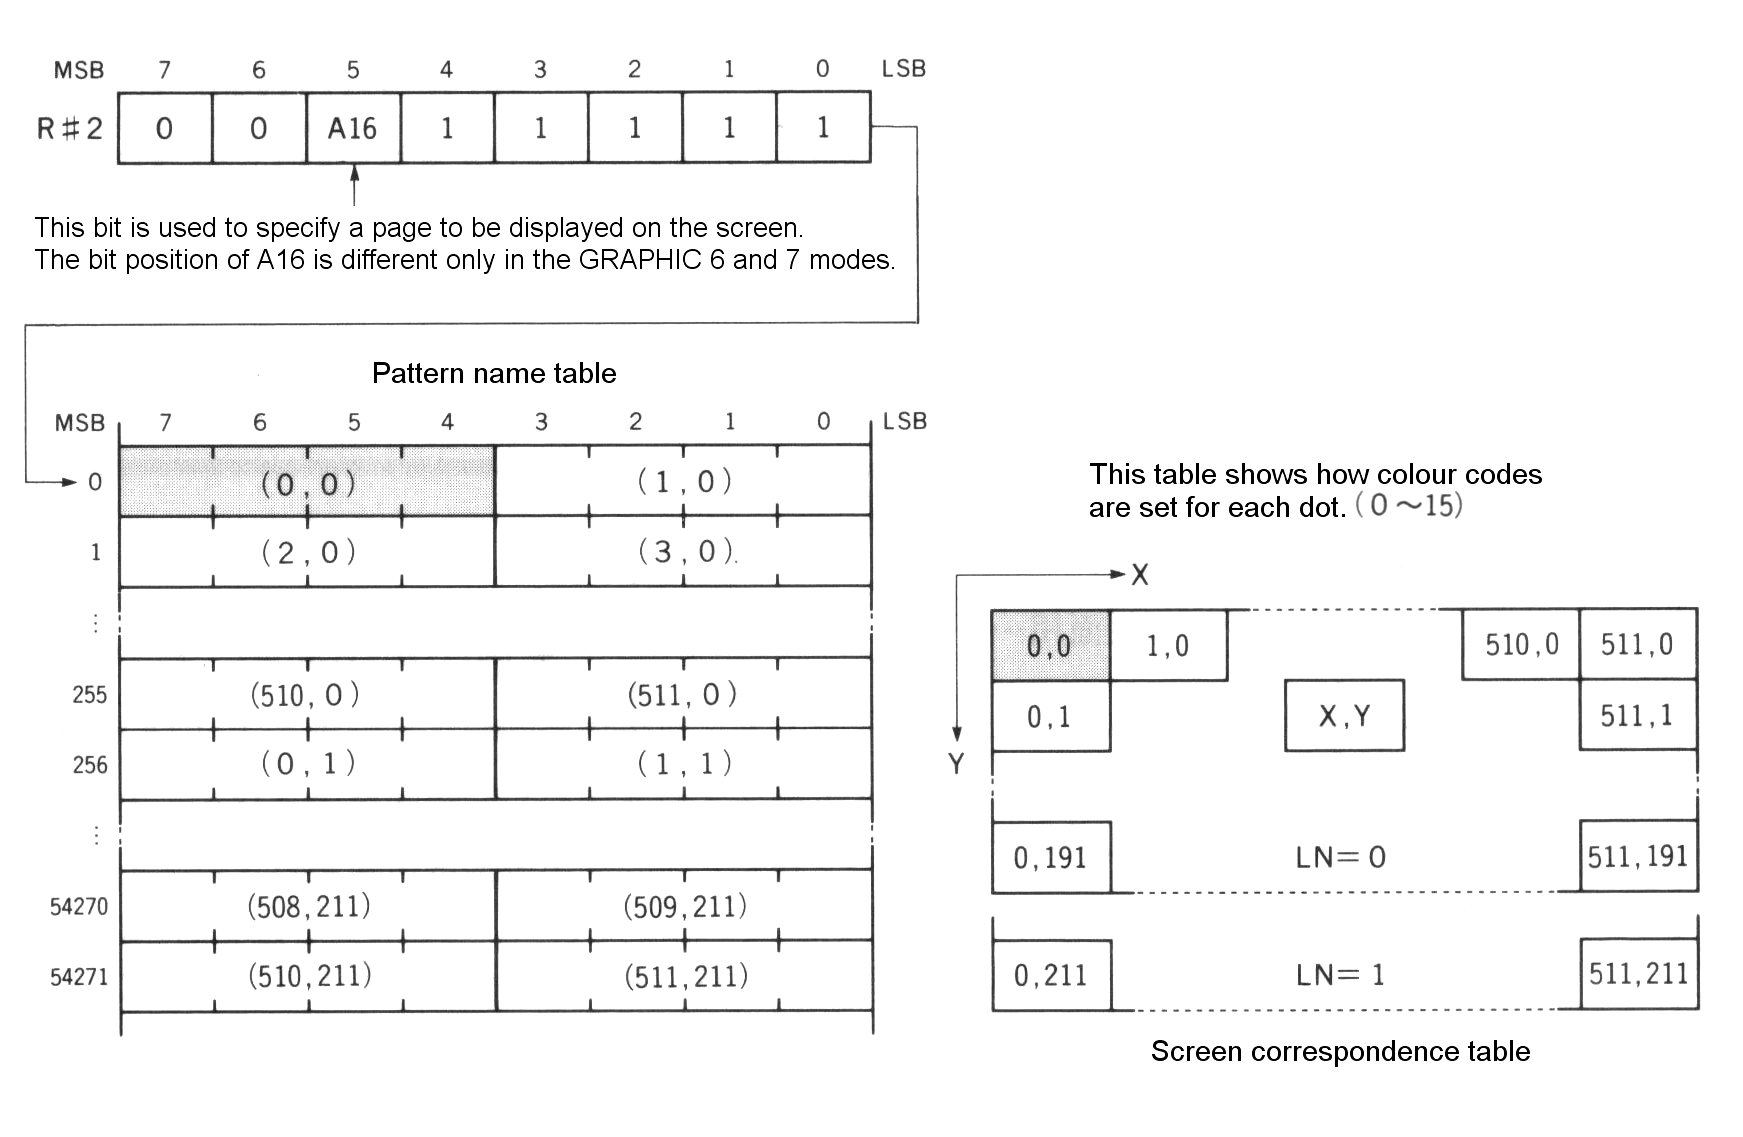 MSB 7 6 5 4 3 2 1 0 LSB
R#2 0 0 A16 1 1 1 1 1
This bit is used to specify a page to be displayed on the screen.
The bit position of A16 is different only in the GRAPHIC 6 and 7 modes.
Pattern name table
MSB 7 6 5 4 3 2 1 0 LSB
0 (0,0) (1,0)
1 (2,0) (3,0).
⋮
255 (510,0) (511,0)
256 (0,1) (1,1)
⋮
54270 (508,211) (509,211)
54271 (510,211) (511,211)
This table shows how colour codes
are set for each dot. (0~15)
X
Y
0,0 1,0 510,0 511,0
0,1 X,Y 511,1
0,191 LN=0 511,191
0,211 LN=1 511,211
Screen correspondence table